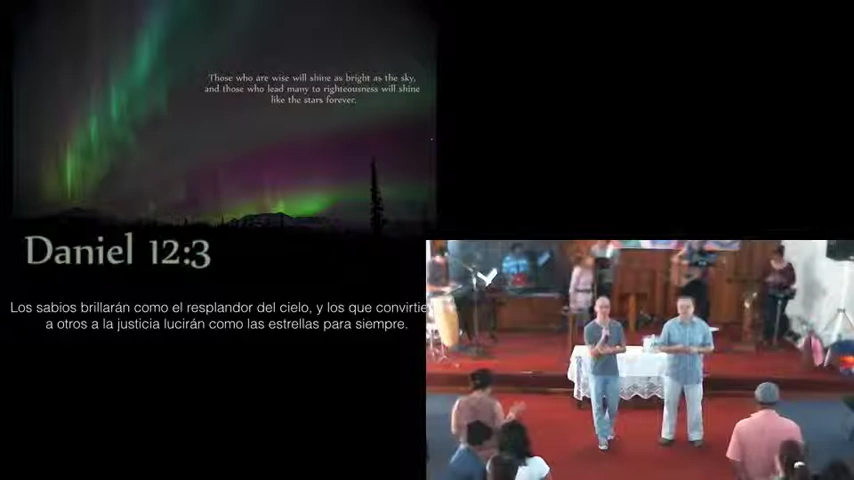 Those who are wise will shine as bright as the sky,
and those who lead many to righteousness will shine
like the stars forever.
Daniel 12:3
Los sabios brillarán como el resplandor del cielo, y los que convirtie
a otros a la justicia lucirán como las estrellas para siempre.